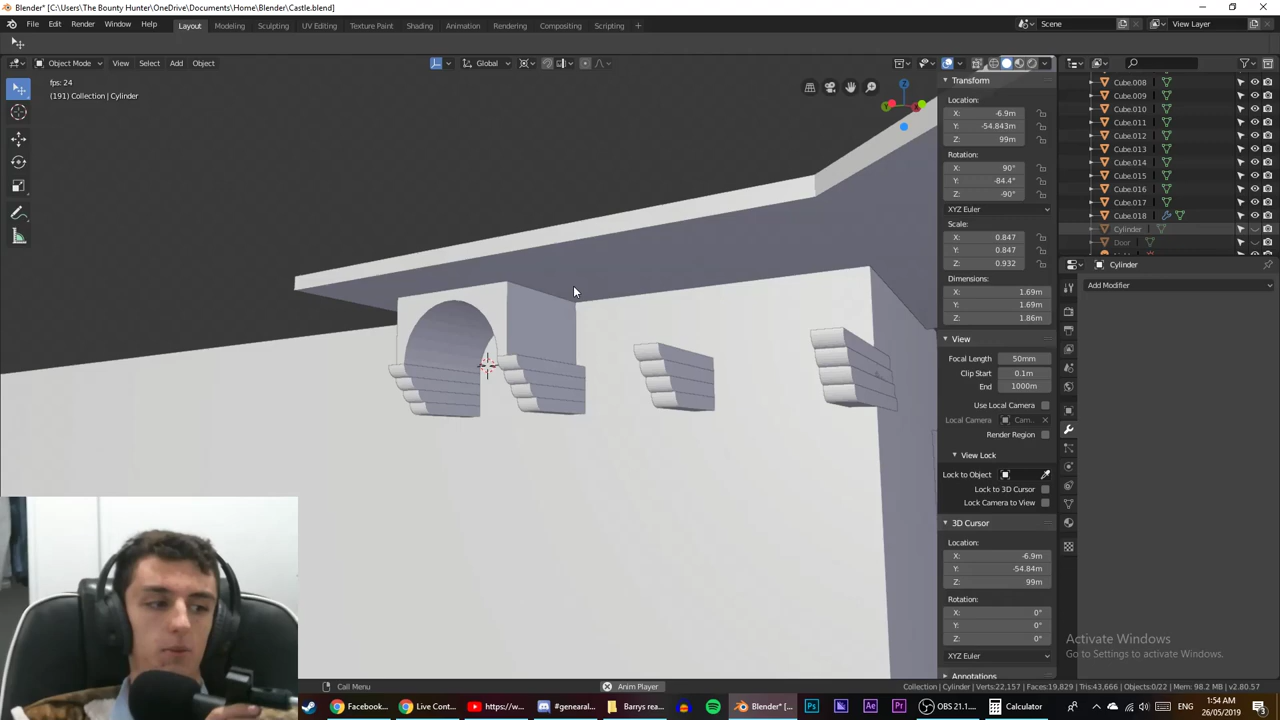 Blender* [C:\Users\The Bounty Hunter\OneDrive\Documents\Home\Blender\Castle.blend]
File Edit Render Window Help Layout Modeling Sculpting UV Editing Texture Paint Shading Animation Rendering Compositing Scripting + Scene View Layer
Object Mode View Select Add Object Global
fps: 24
(191) Collection | Cylinder
Transform
Location:
X: -6.9m
Y: -54.843m
Z: 99m
Rotation:
X: 90°
Y: -84.4°
Z: -90°
XYZ Euler
Scale:
X: 0.847
Y: 0.847
Z: 0.932
Dimensions:
X: 1.69m
Y: 1.69m
Z: 1.86m
View
Focal Length 50mm
Clip Start 0.1m
End 1000m
Use Local Camera
Local Camera Cam..
Render Region
View Lock
Lock to Object
Lock to 3D Cursor
Lock Camera to View
3D Cursor
Location:
X: -6.9m
Y: -54.84m
Z: 99m
Rotation:
X: 0°
Y: 0°
Z: 0°
XYZ Euler
Annotations
Cube.008
Cube.009
Cube.010
Cube.011
Cube.012
Cube.013
Cube.014
Cube.015
Cube.016
Cube.017
Cube.018
Cylinder
Door
Cylinder
Add Modifier
Activate Windows
Go to Settings to activate Windows.
Call Menu Anim Player Collection | Cylinder | Verts:22,157 | Faces:19,829 | Tris:43,666 | Objects:0/22 | Mem: 98.2 MB | v2.80.57
Facebook... Live Cont... https://w... #general... Barrys rea... Blender* [... Ps Ae Pr OBS 21.1.... Calculator ENG 1:54 AM
26/05/2019